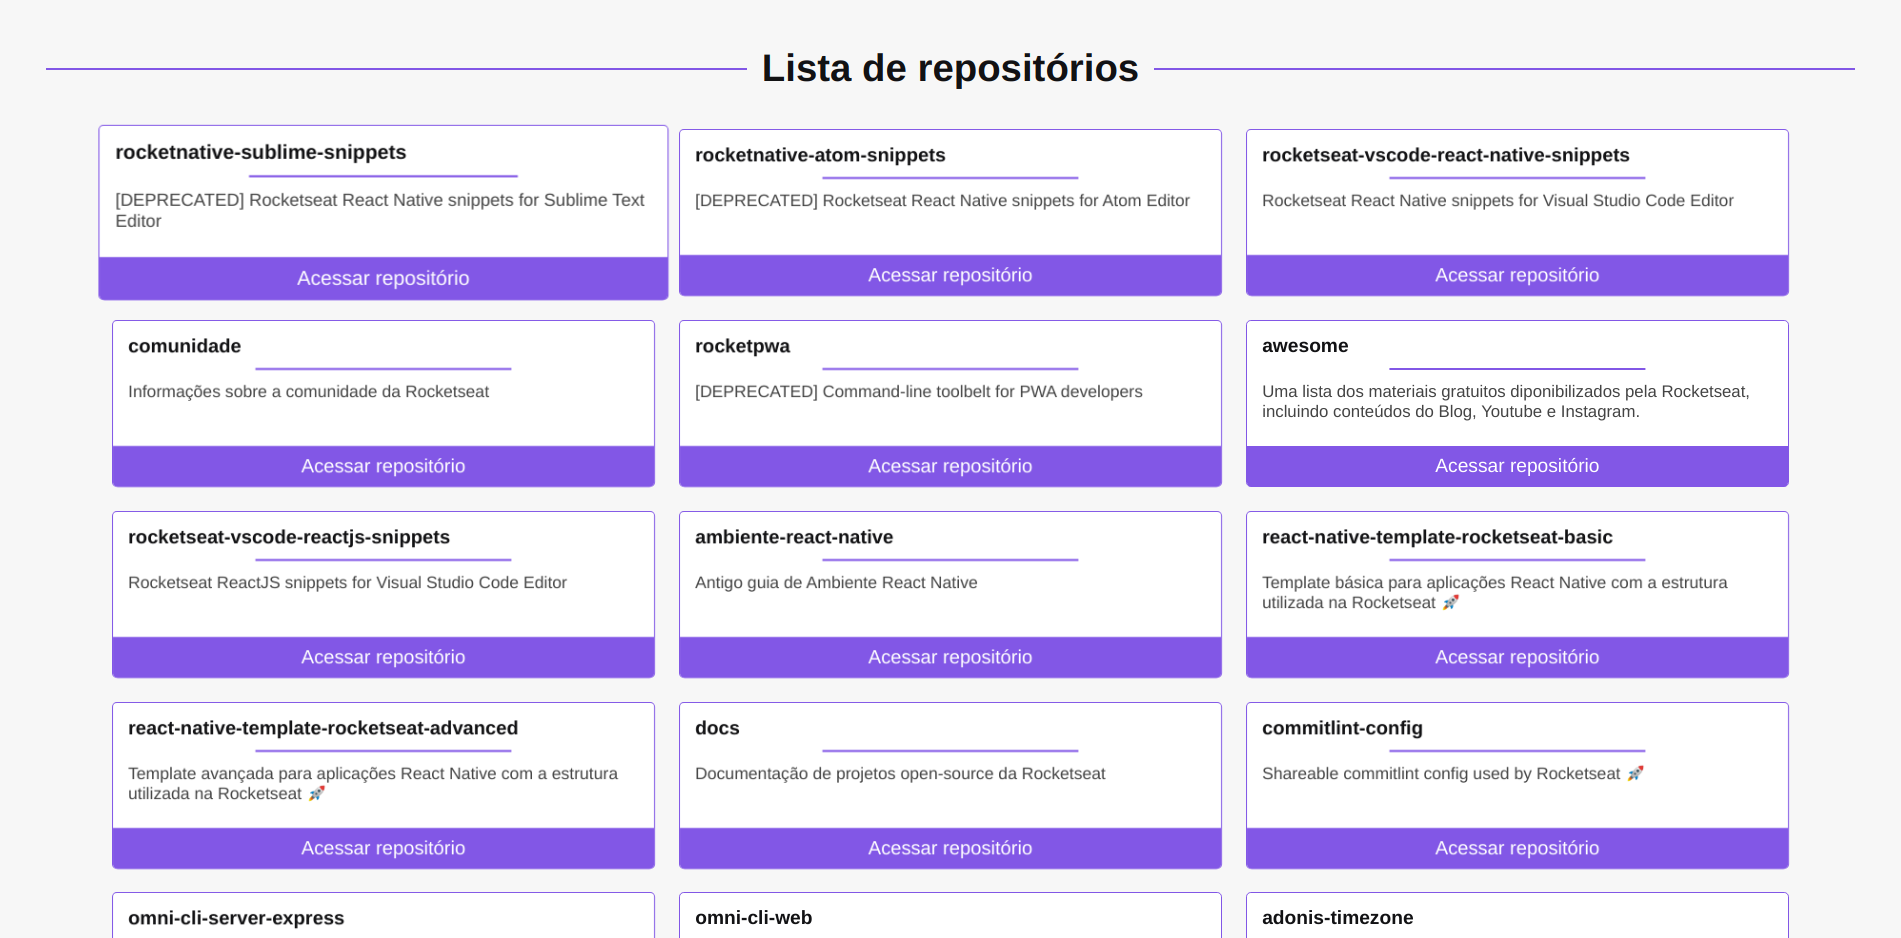 Lista de repositórios
rocketnative-sublime-snippets
[DEPRECATED] Rocketseat React Native snippets for Sublime Text
Editor
Acessar repositório
rocketnative-atom-snippets
[DEPRECATED] Rocketseat React Native snippets for Atom Editor
Acessar repositório
rocketseat-vscode-react-native-snippets
Rocketseat React Native snippets for Visual Studio Code Editor
Acessar repositório
comunidade
Informações sobre a comunidade da Rocketseat
Acessar repositório
rocketpwa
[DEPRECATED] Command-line toolbelt for PWA developers
Acessar repositório
awesome
Uma lista dos materiais gratuitos diponibilizados pela Rocketseat,
incluindo conteúdos do Blog, Youtube e Instagram.
Acessar repositório
rocketseat-vscode-reactjs-snippets
Rocketseat ReactJS snippets for Visual Studio Code Editor
Acessar repositório
ambiente-react-native
Antigo guia de Ambiente React Native
Acessar repositório
react-native-template-rocketseat-basic
Template básica para aplicações React Native com a estrutura
utilizada na Rocketseat 🚀
Acessar repositório
react-native-template-rocketseat-advanced
Template avançada para aplicações React Native com a estrutura
utilizada na Rocketseat 🚀
Acessar repositório
docs
Documentação de projetos open-source da Rocketseat
Acessar repositório
commitlint-config
Shareable commitlint config used by Rocketseat 🚀
Acessar repositório
omni-cli-server-express
omni-cli-web
adonis-timezone